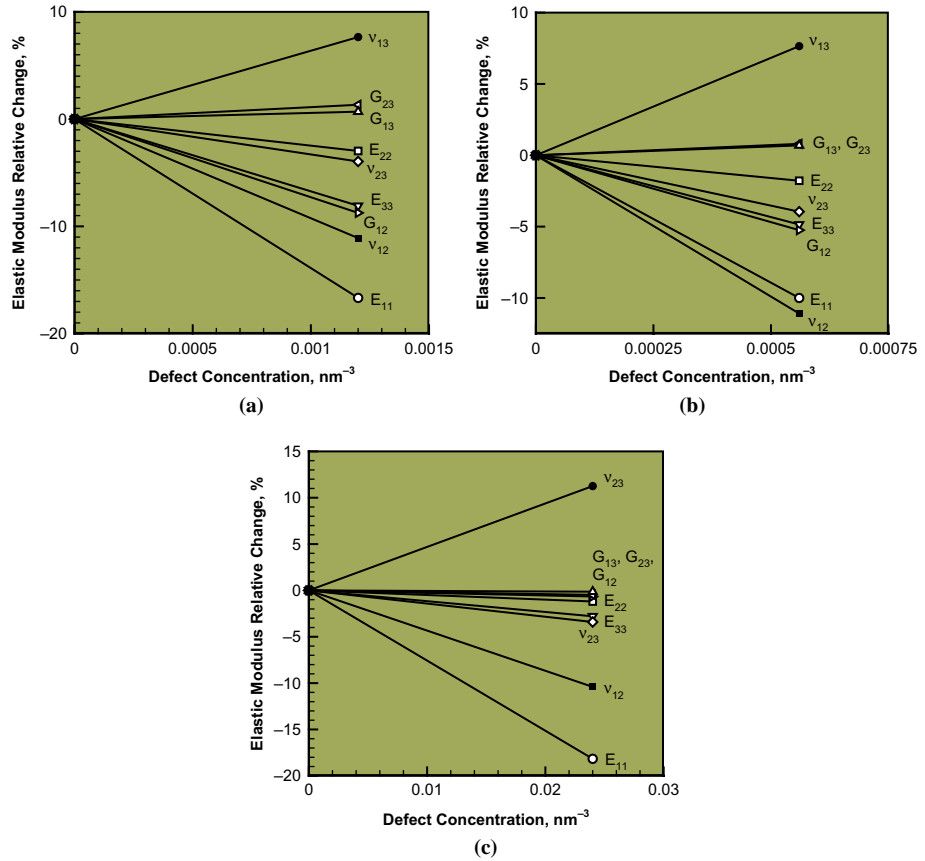 Elastic Modulus Relative Change, %
10
0
–10
–20
ν13
G23
G13
E22
ν23
E33
G12
ν12
E11
0
0.0005
0.001
0.0015
Defect Concentration, nm–3
(a)
Elastic Modulus Relative Change, %
10
5
0
–5
–10
ν13
G13, G23
E22
ν23
E33
G12
E11
ν12
0
0.00025
0.0005
0.00075
Defect Concentration, nm–3
(b)
Elastic Modulus Relative Change, %
15
10
5
0
–5
–10
–15
–20
ν23
G13, G23,
G12
E22
E33
ν23
ν12
E11
0
0.01
0.02
0.03
Defect Concentration, nm–3
(c)